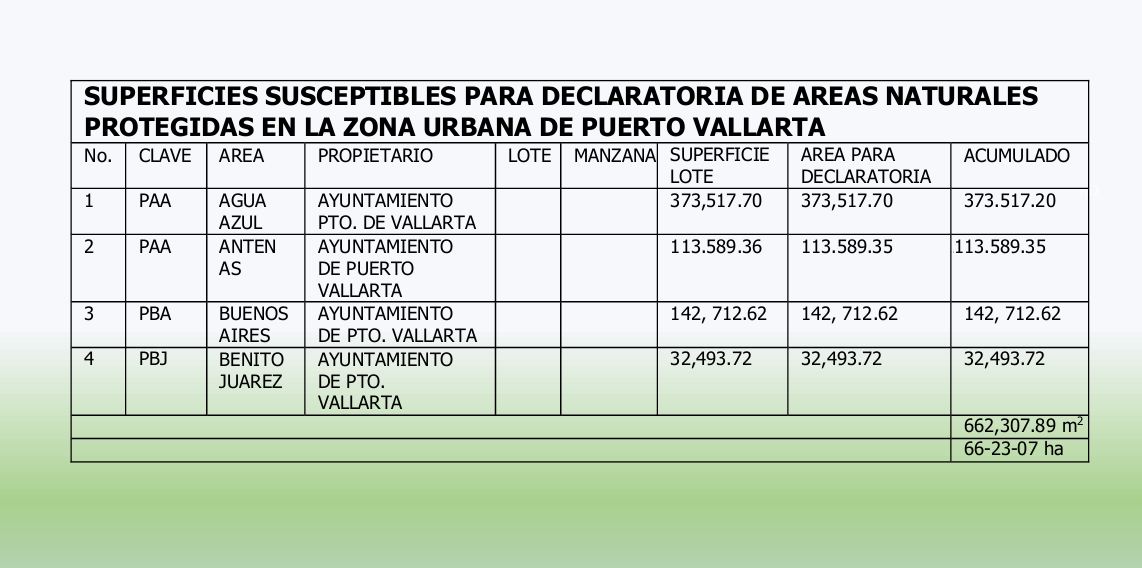 SUPERFICIES SUSCEPTIBLES PARA DECLARATORIA DE AREAS NATURALES
PROTEGIDAS EN LA ZONA URBANA DE PUERTO VALLARTA
No. CLAVE AREA PROPIETARIO LOTE MANZANA SUPERFICIE LOTE AREA PARA DECLARATORIA ACUMULADO
1 PAA AGUA AZUL AYUNTAMIENTO PTO. DE VALLARTA 373,517.70 373,517.70 373.517.20
2 PAA ANTEN AS AYUNTAMIENTO DE PUERTO VALLARTA 113.589.36 113.589.35 113.589.35
3 PBA BUENOS AIRES AYUNTAMIENTO DE PTO. VALLARTA 142, 712.62 142, 712.62 142, 712.62
4 PBJ BENITO JUAREZ AYUNTAMIENTO DE PTO. VALLARTA 32,493.72 32,493.72 32,493.72
662,307.89 m²
66-23-07 ha